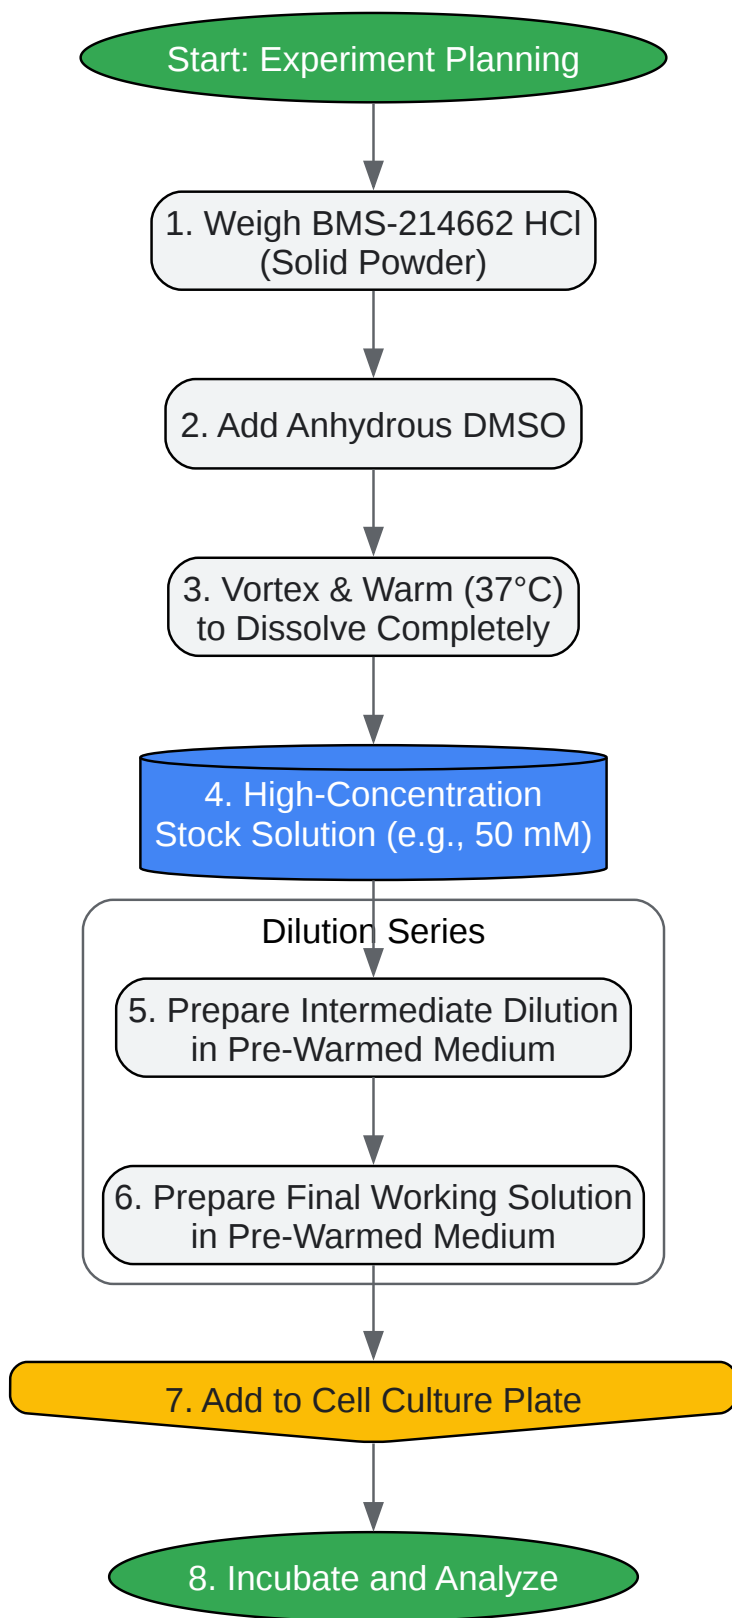 Start: Experiment Planning
1. Weigh BMS-214662 HCl
(Solid Powder)
2. Add Anhydrous DMSO
3. Vortex & Warm (37°C)
to Dissolve Completely
4. High-Concentration
Stock Solution (e.g., 50 mM)
Dilution Series
5. Prepare Intermediate Dilution
in Pre-Warmed Medium
6. Prepare Final Working Solution
in Pre-Warmed Medium
7. Add to Cell Culture Plate
8. Incubate and Analyze